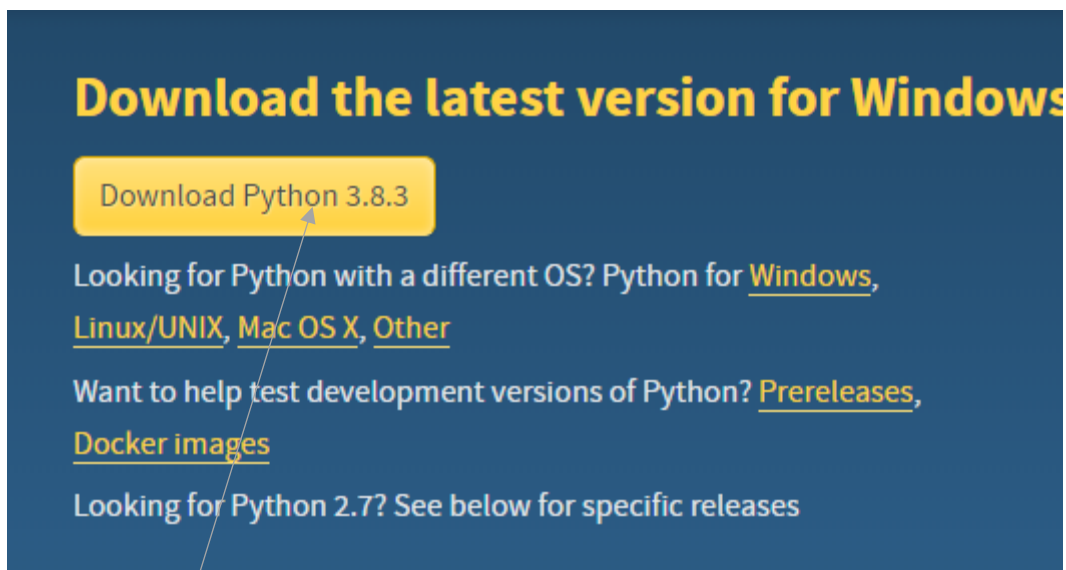 Download the latest version for Windows
Download Python 3.8.3
Looking for Python with a different OS? Python for Windows,
Linux/UNIX, Mac OS X, Other
Want to help test development versions of Python? Prereleases,
Docker images
Looking for Python 2.7? See below for specific releases